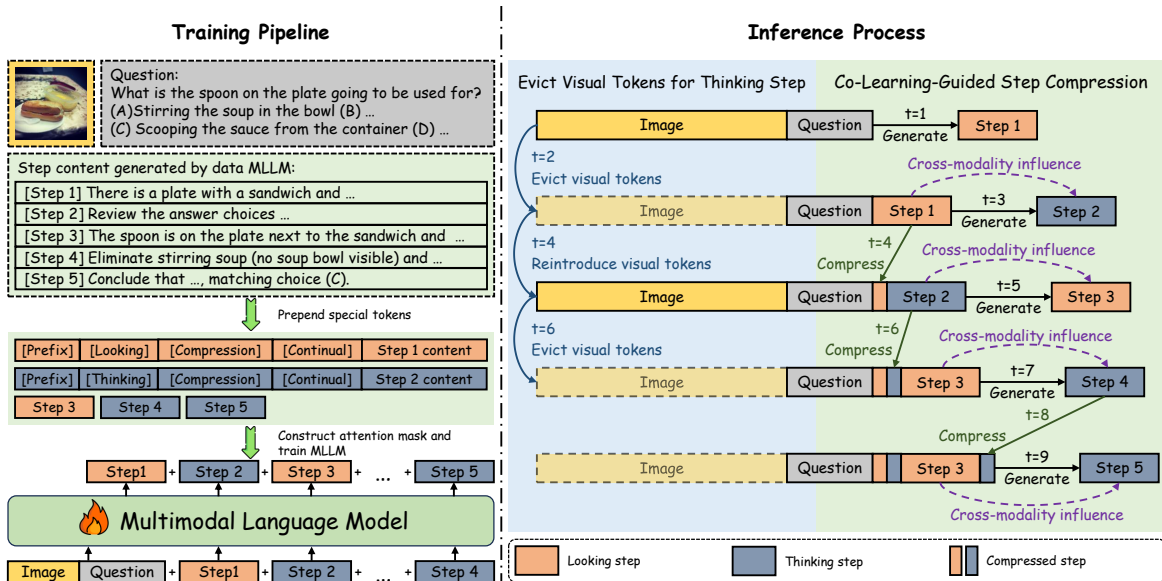 Training Pipeline
Question:
What is the spoon on the plate going to be used for?
(A)Stirring the soup in the bowl (B) ...
(C) Scooping the sauce from the container (D) ...
Step content generated by data MLLM:
[Step 1] There is a plate with a sandwich and ...
[Step 2] Review the answer choices ...
[Step 3] The spoon is on the plate next to the sandwich and ...
[Step 4] Eliminate stirring soup (no soup bowl visible) and ...
[Step 5] Conclude that ..., matching choice (C).
Prepend special tokens
[Prefix] [Looking] [Compression] [Continual] Step 1 content
[Prefix] [Thinking] [Compression] [Continual] Step 2 content
Step 3 Step 4 Step 5
Construct attention mask and
train MLLM
Step1 + Step 2 + Step 3 + ... + Step 5
Multimodal Language Model
Image Question + Step1 + Step 2 + ... + Step 4
Inference Process
Evict Visual Tokens for Thinking Step
Co-Learning-Guided Step Compression
Image Question t=1 Generate Step 1
t=2
Evict visual tokens
Cross-modality influence
Image Question Step 1 t=3 Generate Step 2
t=4
Reintroduce visual tokens
t=4
Compress
Cross-modality influence
Image Question Step 2 t=5 Generate Step 3
t=6
Evict visual tokens
t=6
Compress
Cross-modality influence
Image Question Step 3 t=7 Generate Step 4
t=8
Compress
Image Question Step 3 t=9 Generate Step 5
Cross-modality influence
Looking step Thinking step Compressed step